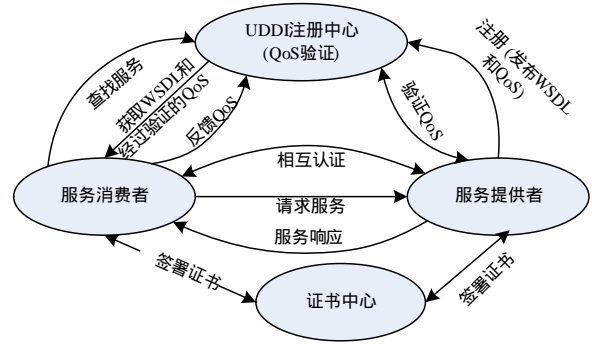 UDDI注册中心
(QoS验证)
注册 (发布WSDL
和QoS)
查找服务
获取WSDL和
经过验证的QoS
反馈QoS
验证QoS
相互认证
服务消费者
服务提供者
请求服务
服务响应
签署证书
签署证书
证书中心